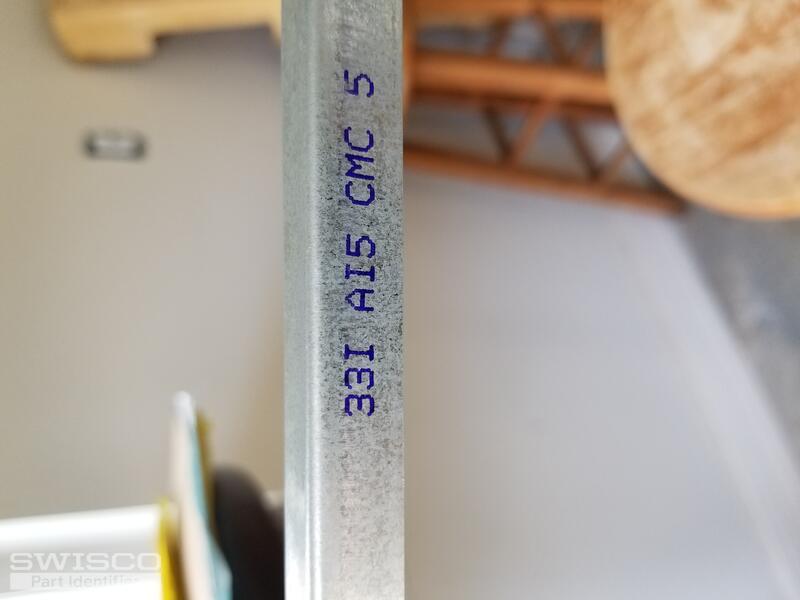 33I AI5 CMC 5
SWISCO
Part Identifier